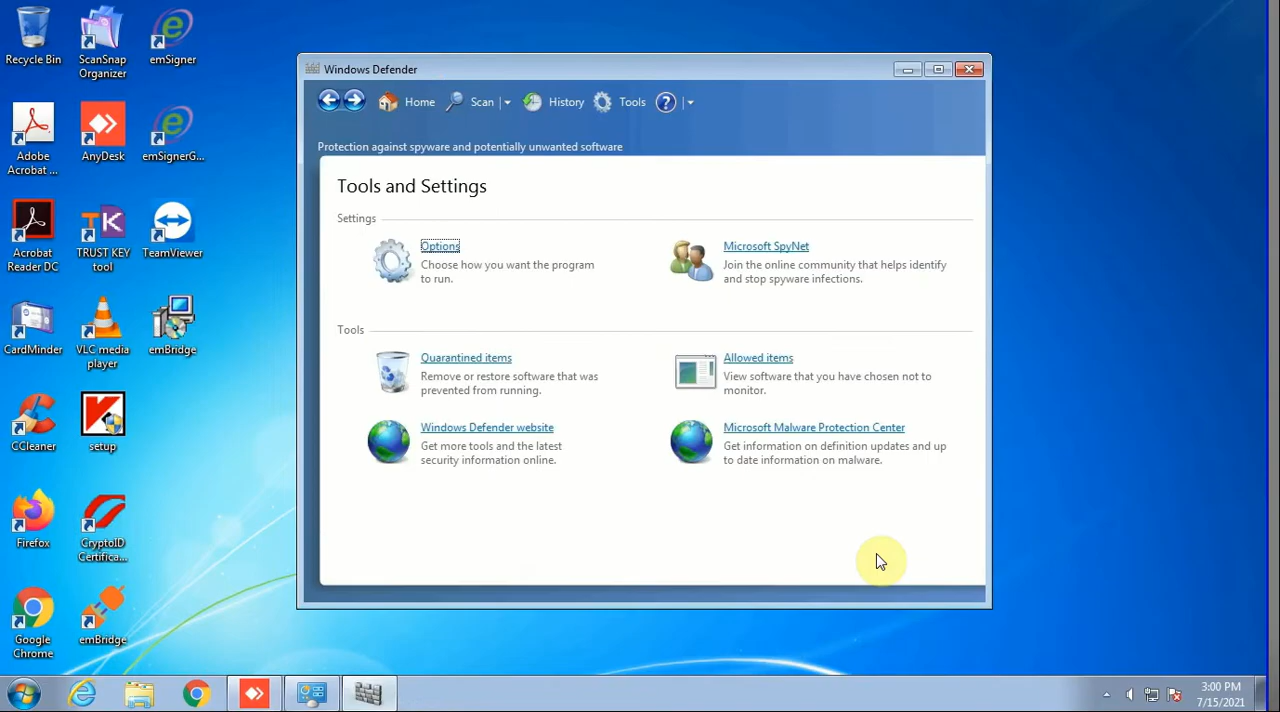 Recycle Bin
ScanSnap
Organizer
emSigner
Adobe
Acrobat ...
AnyDesk
emSignerG...
Acrobat
Reader DC
TRUST KEY
tool
TeamViewer
CardMinder
VLC media
player
emBridge
CCleaner
setup
Firefox
CryptoID
Certifica...
Google
Chrome
emBridge
Windows Defender
Home
Scan
History
Tools
?
Protection against spyware and potentially unwanted software
Tools and Settings
Settings
Options
Choose how you want the program
to run.
Microsoft SpyNet
Join the online community that helps identify
and stop spyware infections.
Tools
Quarantined items
Remove or restore software that was
prevented from running.
Allowed items
View software that you have chosen not to
monitor.
Windows Defender website
Get more tools and the latest
security information online.
Microsoft Malware Protection Center
Get information on definition updates and up
to date information on malware.
3:00 PM
7/15/2021